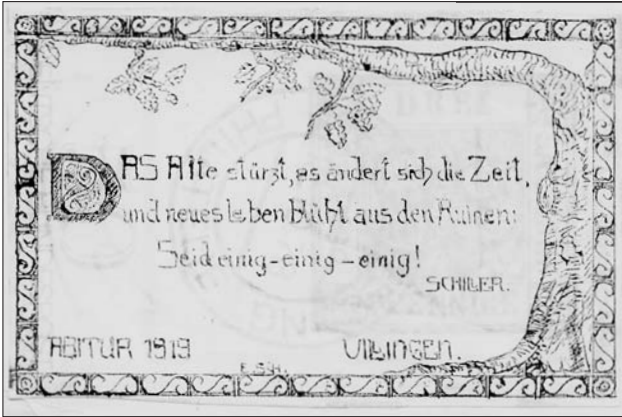 DAS Alte stürzt, es ändert sich die Zeit,
und neues Leben blüht aus den Ruinen:
Seid einig-einig-einig!
SCHILLER.
ABITUR 1919 VILLINGEN.